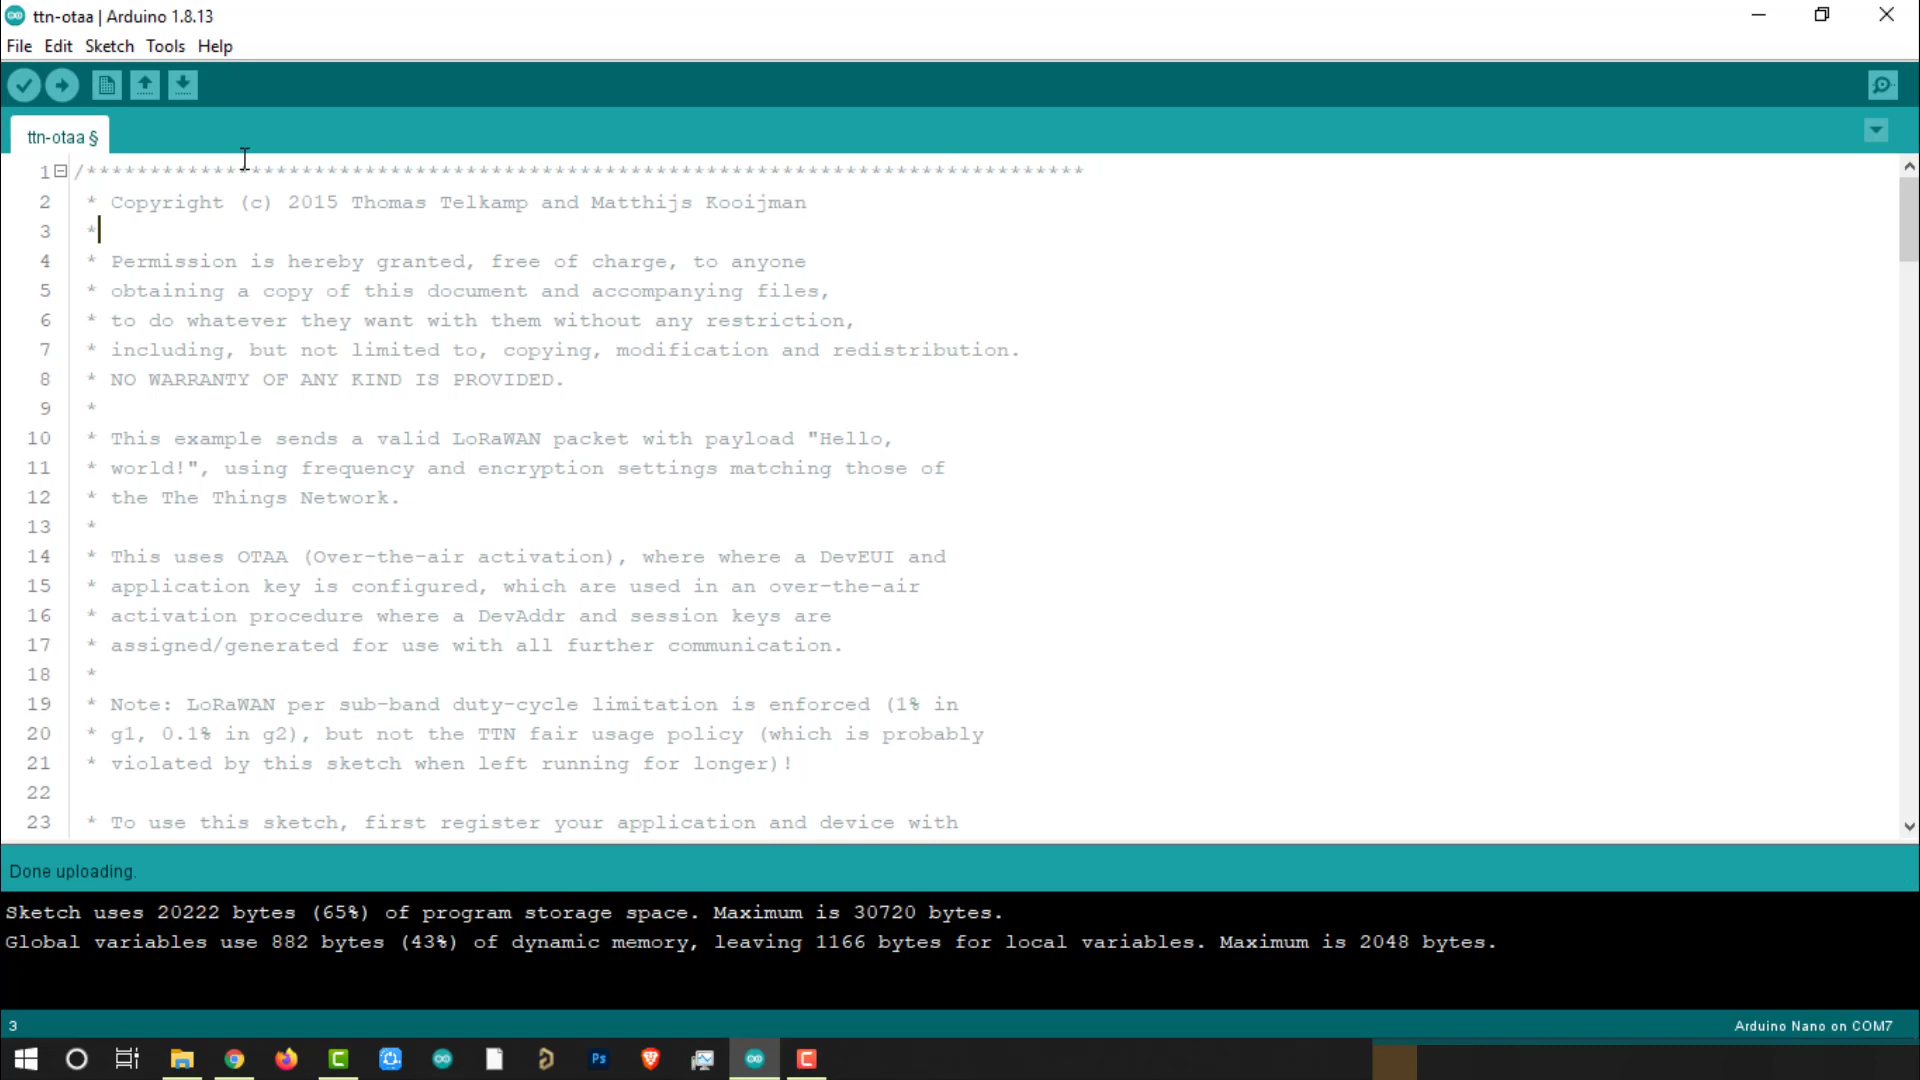 ttn-otaa | Arduino 1.8.13
File Edit Sketch Tools Help
ttn-otaa §
1 /*******************************************************************************
2 * Copyright (c) 2015 Thomas Telkamp and Matthijs Kooijman
3 *
4 * Permission is hereby granted, free of charge, to anyone
5 * obtaining a copy of this document and accompanying files,
6 * to do whatever they want with them without any restriction,
7 * including, but not limited to, copying, modification and redistribution.
8 * NO WARRANTY OF ANY KIND IS PROVIDED.
9 *
10 * This example sends a valid LoRaWAN packet with payload "Hello,
11 * world!", using frequency and encryption settings matching those of
12 * the The Things Network.
13 *
14 * This uses OTAA (Over-the-air activation), where where a DevEUI and
15 * application key is configured, which are used in an over-the-air
16 * activation procedure where a DevAddr and session keys are
17 * assigned/generated for use with all further communication.
18 *
19 * Note: LoRaWAN per sub-band duty-cycle limitation is enforced (1% in
20 * g1, 0.1% in g2), but not the TTN fair usage policy (which is probably
21 * violated by this sketch when left running for longer)!
22
23 * To use this sketch, first register your application and device with
Done uploading.
Sketch uses 20222 bytes (65%) of program storage space. Maximum is 30720 bytes.
Global variables use 882 bytes (43%) of dynamic memory, leaving 1166 bytes for local variables. Maximum is 2048 bytes.
3 Arduino Nano on COM7
Ps